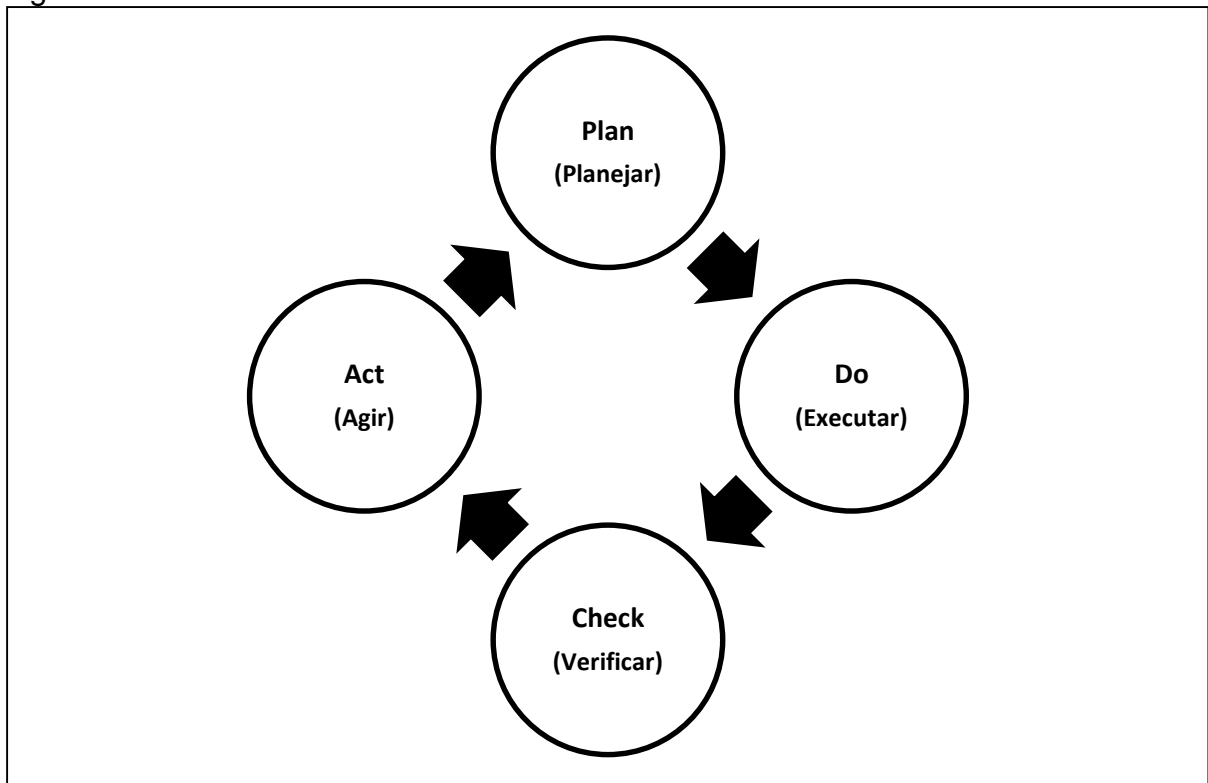 Plan
(Planejar)
Act
(Agir)
Do
(Executar)
Check
(Verificar)